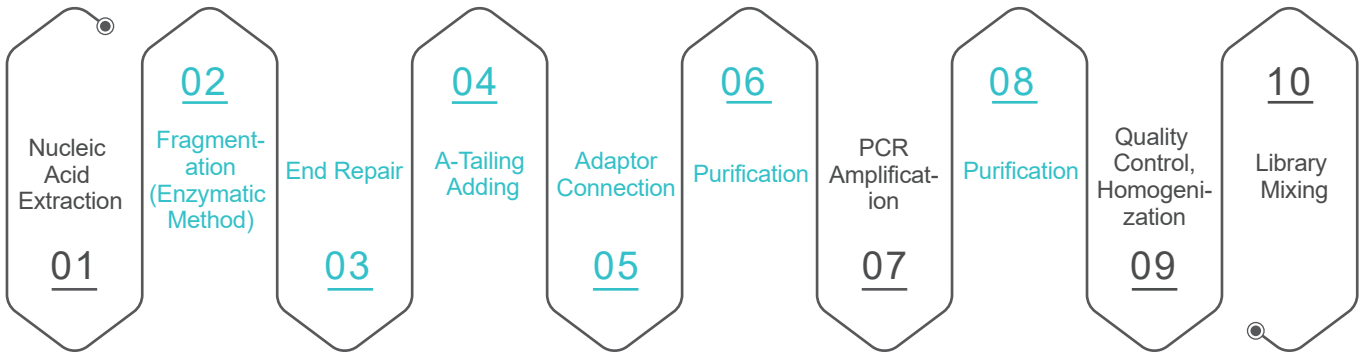 Nucleic
Acid
Extraction
01
02
Fragment-
ation
(Enzymatic
Method)
End Repair
03
04
A-Tailing
Adding
Adaptor
Connection
05
06
Purification
PCR
Amplificat-
ion
07
08
Purification
Quality
Control,
Homogeni-
zation
09
10
Library
Mixing